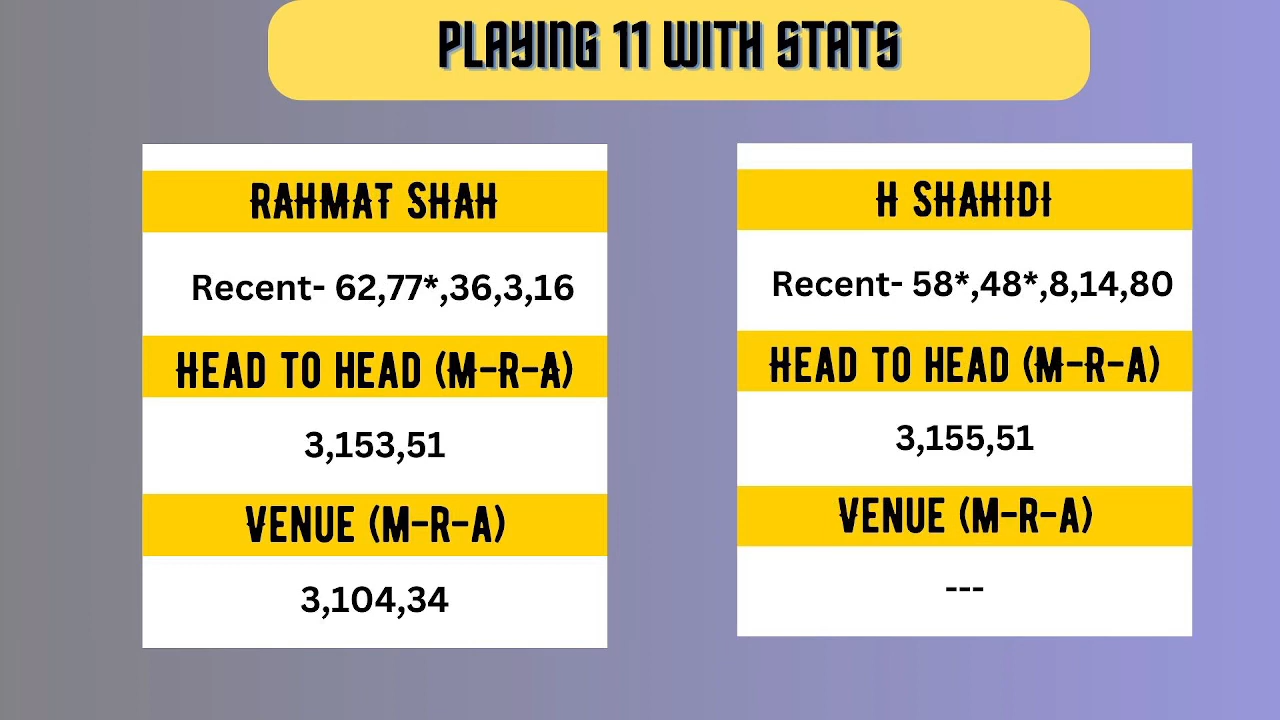 PLAYING 11 WITH STATS
RAHMAT SHAH
Recent- 62,77*,36,3,16
HEAD TO HEAD (M-R-A)
3,153,51
VENUE (M-R-A)
3,104,34
H SHAHIDI
Recent- 58*,48*,8,14,80
HEAD TO HEAD (M-R-A)
3,155,51
VENUE (M-R-A)
---